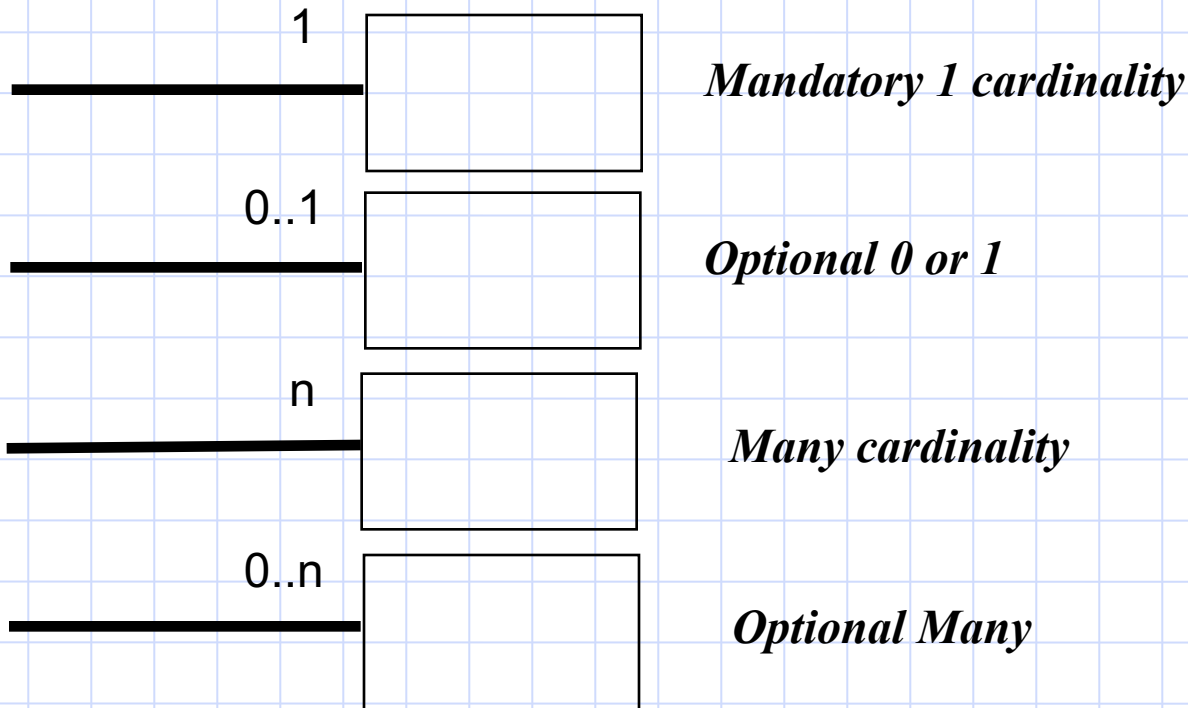 1
Mandatory 1 cardinality
0..1
Optional 0 or 1
n
Many cardinality
0..n
Optional Many